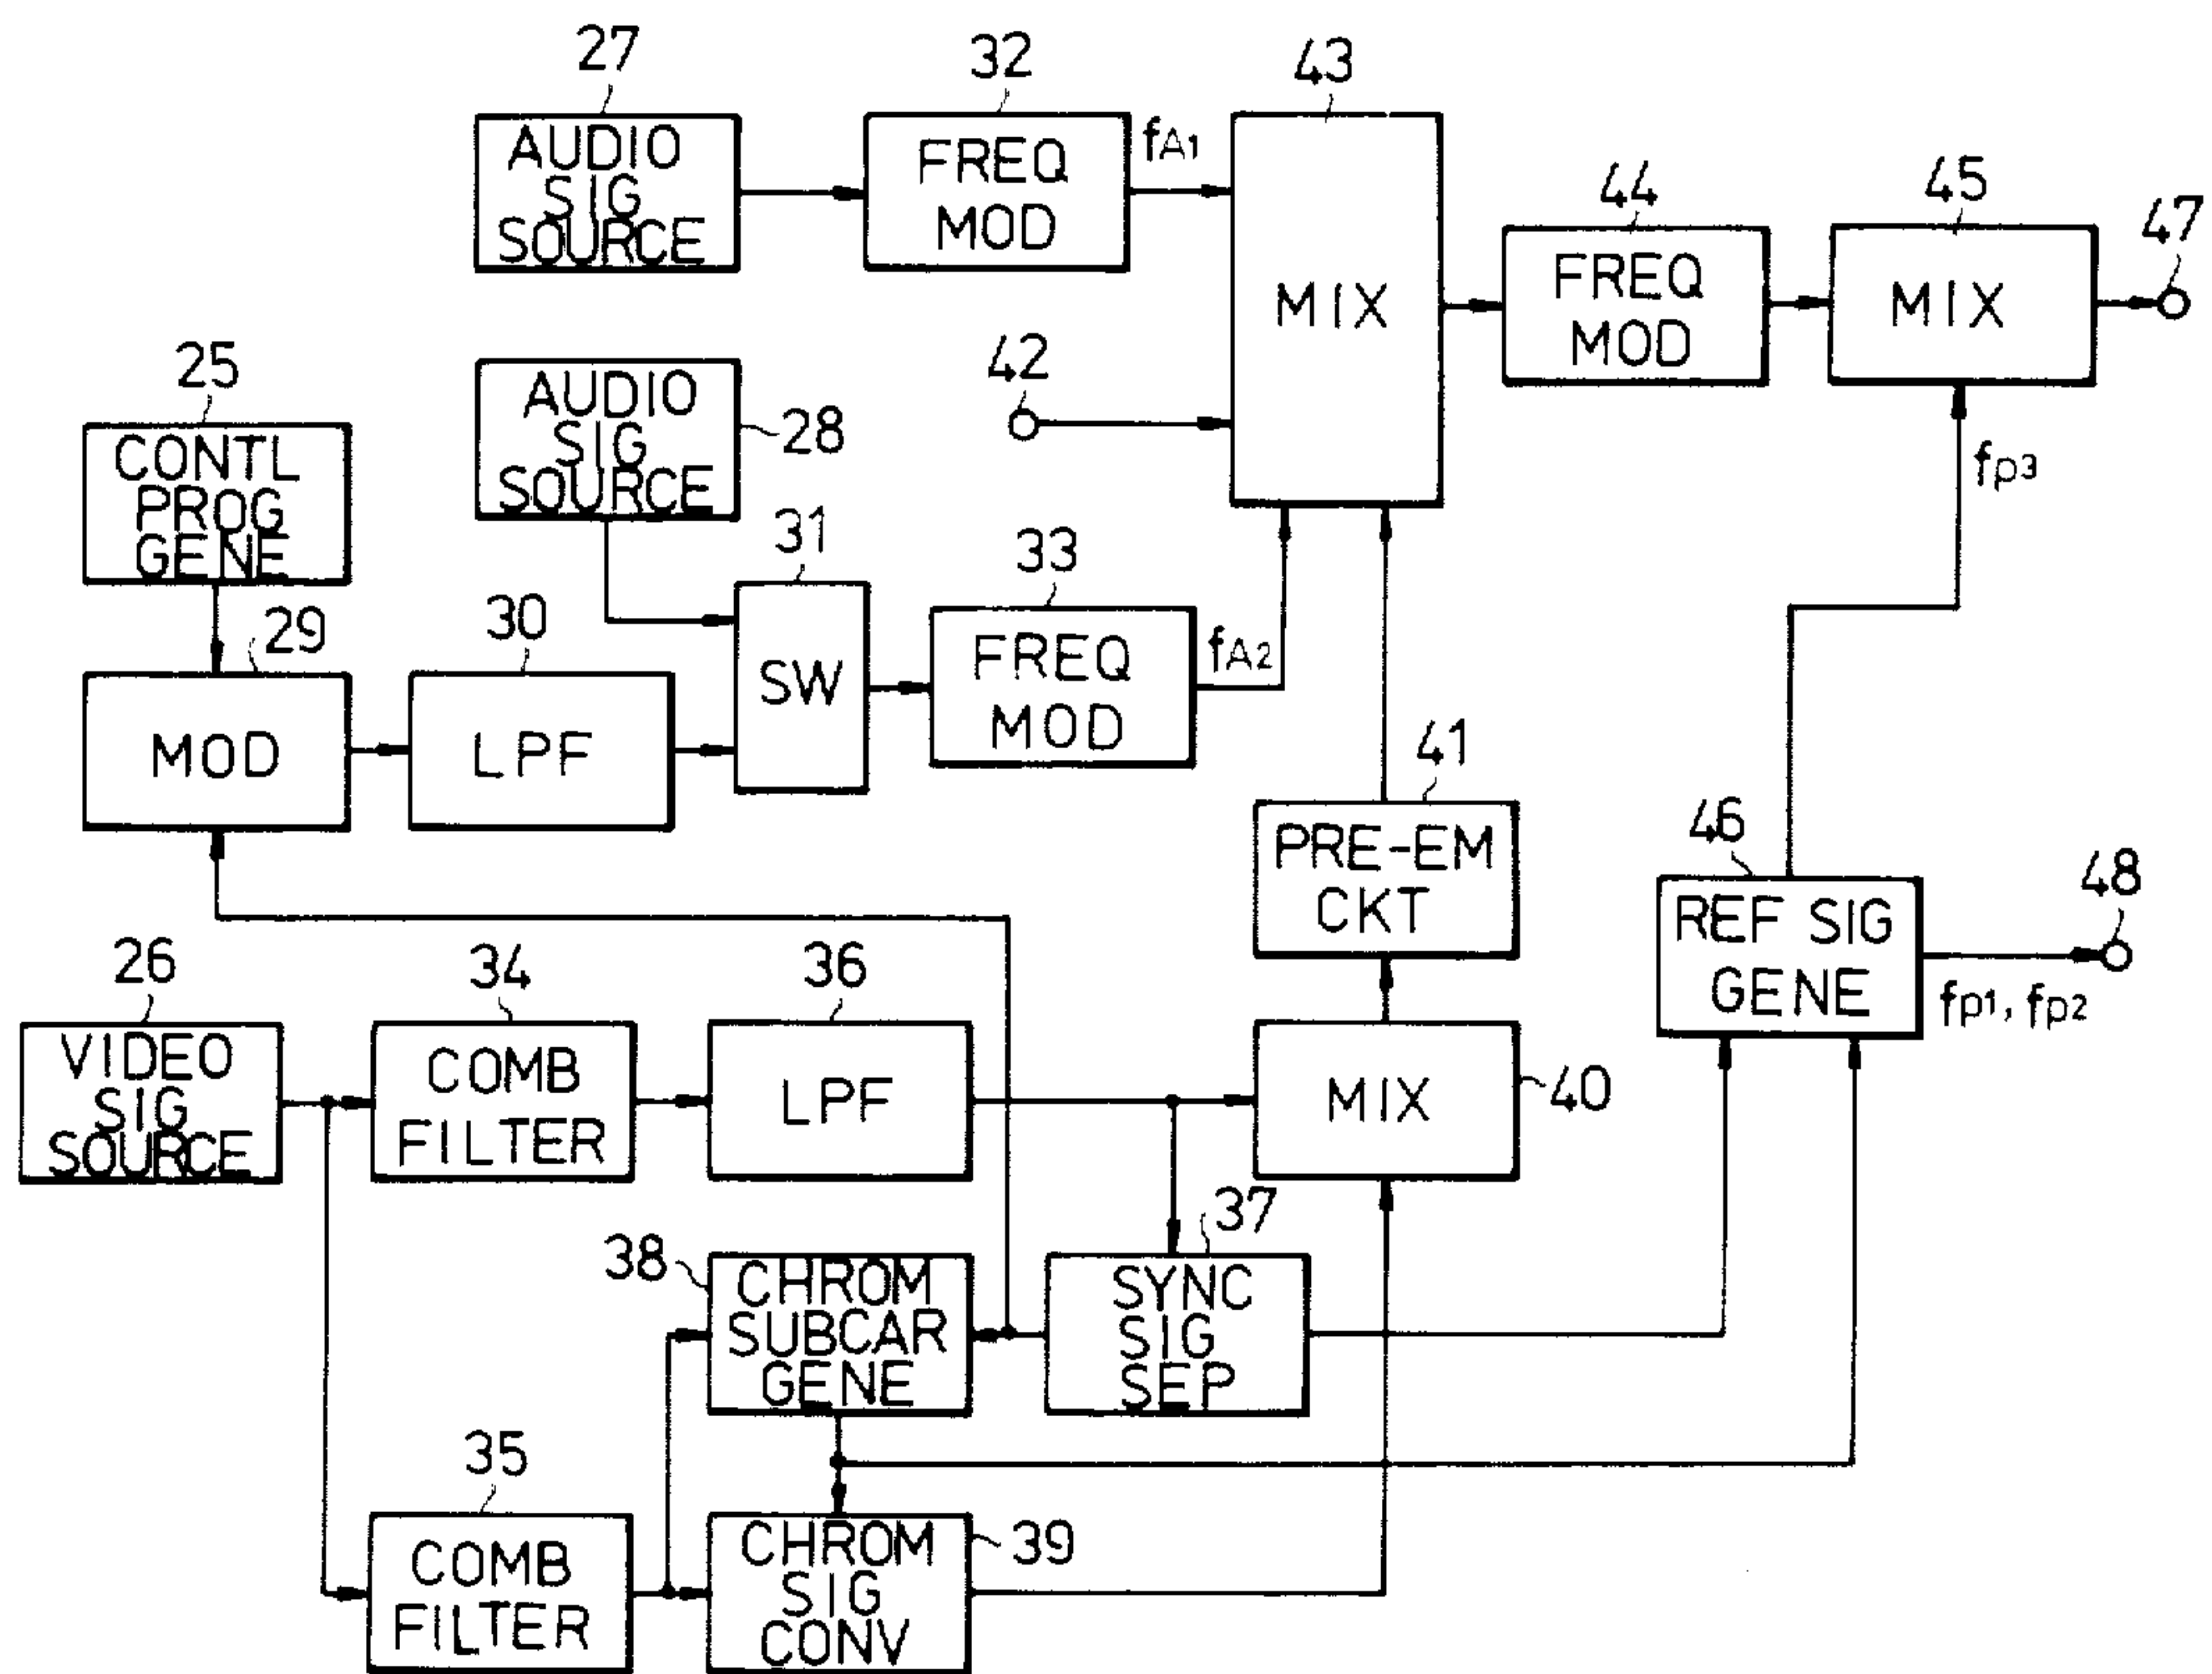 27
AUDIO
SIG
SOURCE
32
FREQ
MOD
fA1
43
MIX
44
FREQ
MOD
45
MIX
47
42
25
CONTL
PROG
GENE
AUDIO
SIG
SOURCE
28
fp3
29
MOD
30
LPF
31
SW
33
FREQ
MOD
fA2
41
PRE-EM
CKT
46
REF SIG
GENE
48
fp1, fp2
26
VIDEO
SIG
SOURCE
34
COMB
FILTER
36
LPF
MIX
40
38
CHROM
SUBCAR
GENE
37
SYNC
SIG
SEP
35
COMB
FILTER
CHROM
SIG
CONV
39